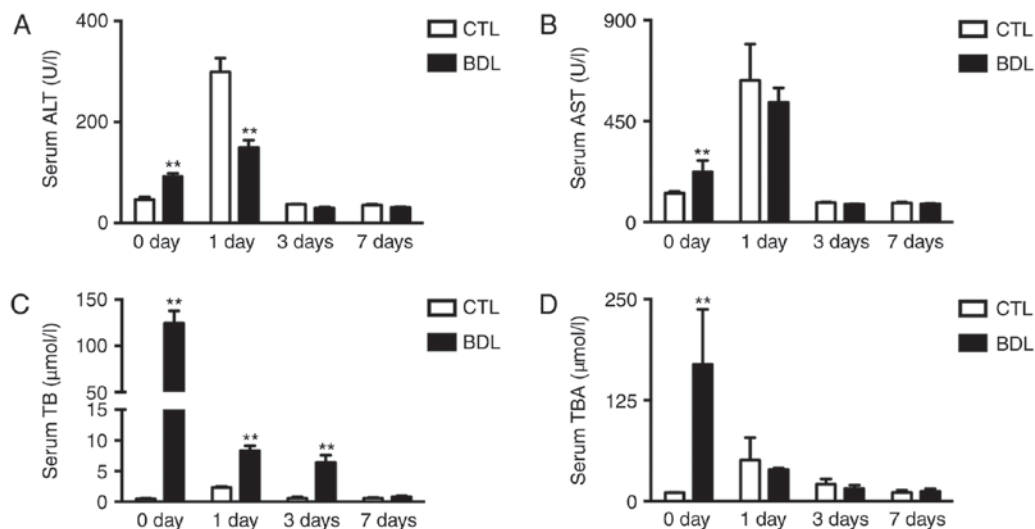 A
Serum ALT (U/l)
400
200
0
**
**
0 day 1 day 3 days 7 days
CTL
BDL
B
Serum AST (U/l)
900
450
0
**
0 day 1 day 3 days 7 days
CTL
BDL
C
Serum TB (μmol/l)
150
100
50
15
10
5
0
**
**
**
0 day 1 day 3 days 7 days
CTL
BDL
D
Serum TBA (μmol/l)
250
125
0
**
0 day 1 day 3 days 7 days
CTL
BDL